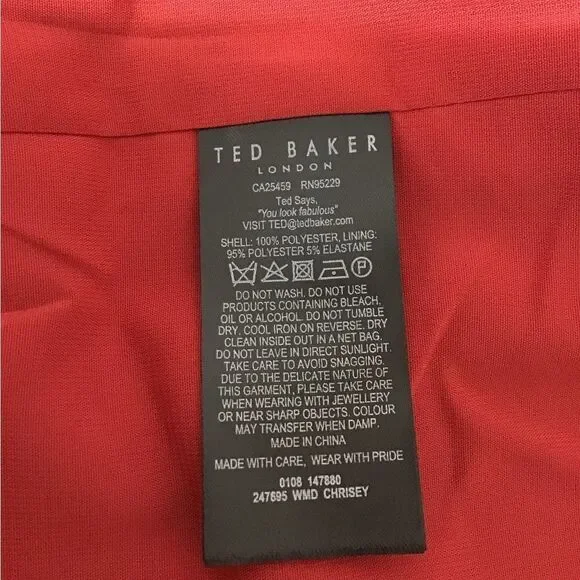 TED BAKER
LONDON
CA25459 RN95229
Ted Says,
"You look fabulous"
VISIT TED@tedbaker.com
SHELL: 100% POLYESTER, LINING:
95% POLYESTER 5% ELASTANE
P
DO NOT WASH. DO NOT USE
PRODUCTS CONTAINING BLEACH,
OIL OR ALCOHOL. DO NOT TUMBLE
DRY, COOL IRON ON REVERSE, DRY
CLEAN INSIDE OUT IN A NET BAG.
DO NOT LEAVE IN DIRECT SUNLIGHT.
TAKE CARE TO AVOID SNAGGING.
DUE TO THE DELICATE NATURE OF
THIS GARMENT, PLEASE TAKE CARE
WHEN WEARING WITH JEWELLERY
OR NEAR SHARP OBJECTS. COLOUR
MAY TRANSFER WHEN DAMP.
MADE IN CHINA
MADE WITH CARE, WEAR WITH PRIDE
0108 147880
247695 WMD CHRISEY